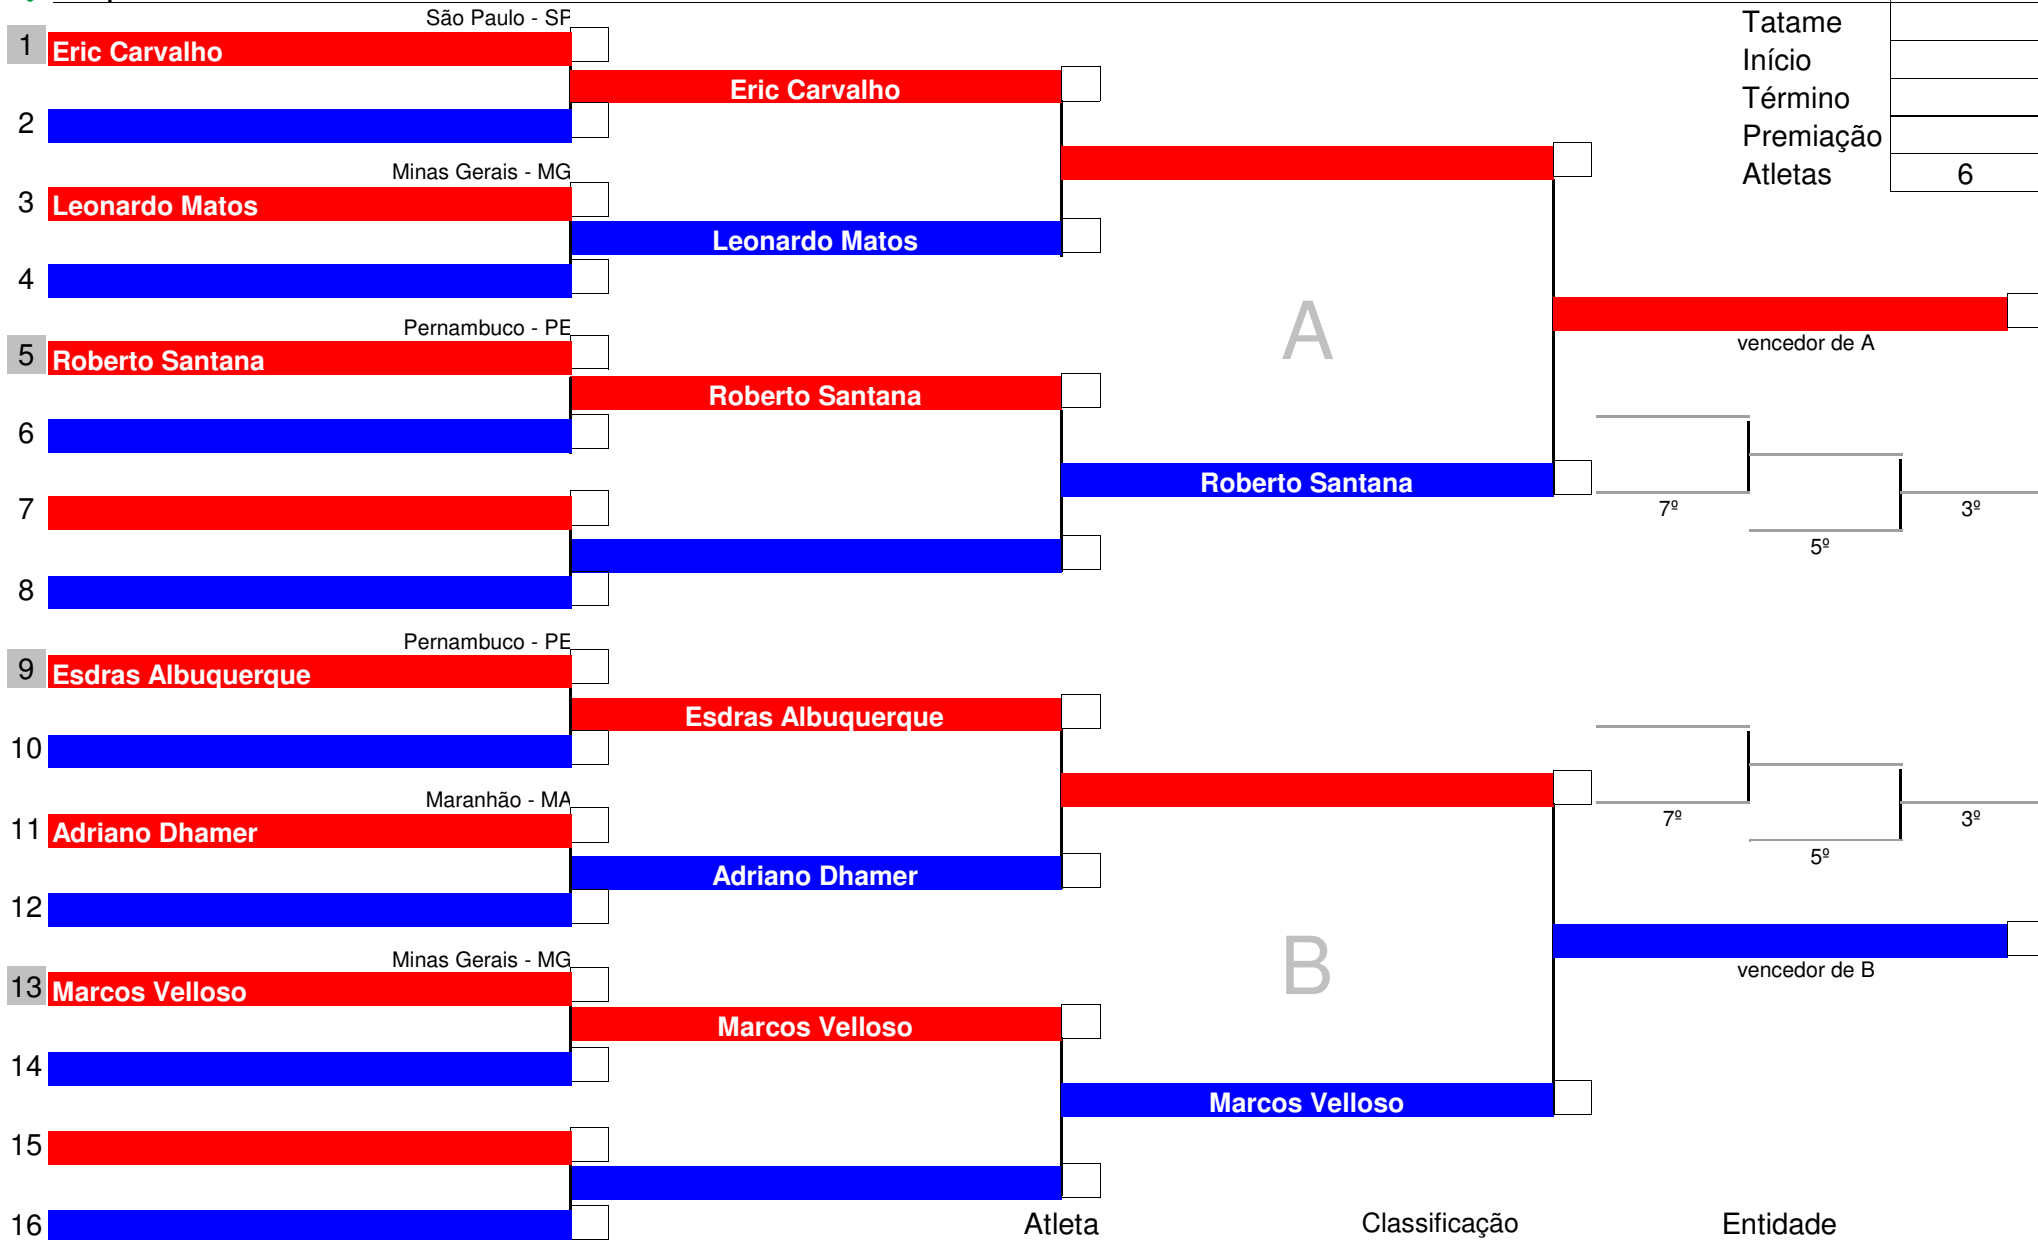 São Paulo - SP
1 Eric Carvalho
Eric Carvalho
2
Minas Gerais - MG
3 Leonardo Matos
Leonardo Matos
4
Pernambuco - PE
5 Roberto Santana
Roberto Santana
6
Roberto Santana
7
8
Pernambuco - PE
9 Esdras Albuquerque
Esdras Albuquerque
10
Maranhão - MA
11 Adriano Dhamer
Adriano Dhamer
12
Minas Gerais - MG
13 Marcos Velloso
Marcos Velloso
14
Marcos Velloso
15
16
A
B
Tatame
Início
Término
Premiação
Atletas 6
vencedor de A
7º
3º
5º
7º
3º
5º
vencedor de B
Atleta Classificação Entidade